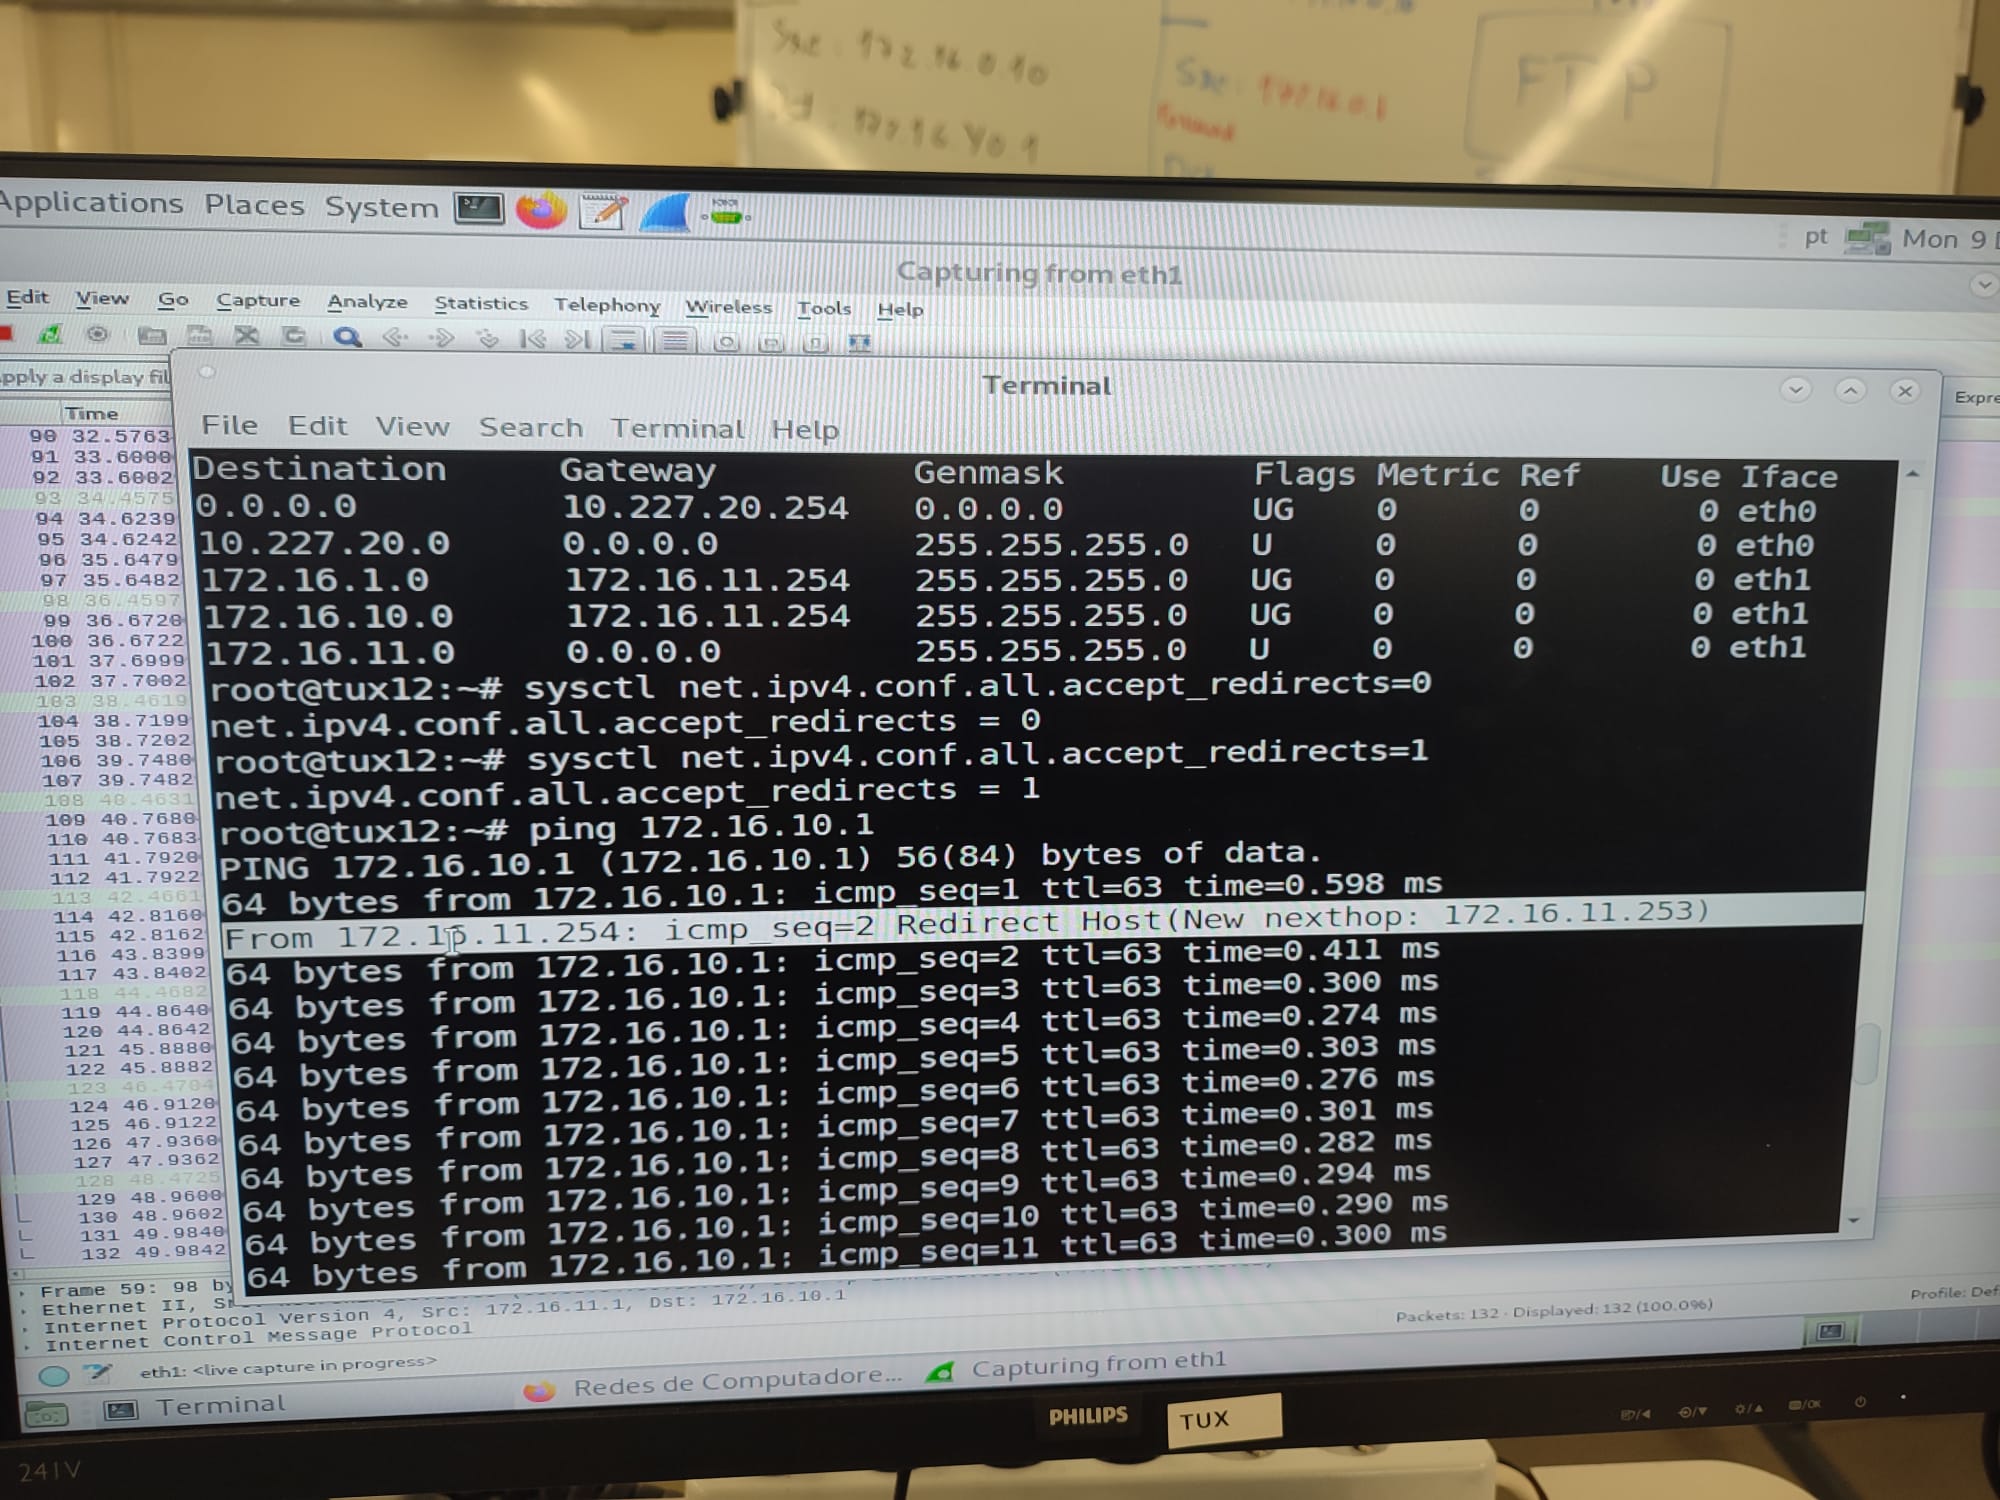 Src: 172.16.0.10
172.16.Y0.1
Src: 172.16.0.1
FTP
Applications Places System
pt Mon 9
Capturing from eth1
Edit View Go Capture Analyze Statistics Telephony Wireless Tools Help
pply a display fil
Expre
Time
Terminal
File Edit View Search Terminal Help
Destination Gateway Genmask Flags Metric Ref Use Iface
0.0.0.0 10.227.20.254 0.0.0.0 UG 0 0 0 eth0
10.227.20.0 0.0.0.0 255.255.255.0 U 0 0 0 eth0
172.16.1.0 172.16.11.254 255.255.255.0 UG 0 0 0 eth1
172.16.10.0 172.16.11.254 255.255.255.0 UG 0 0 0 eth1
172.16.11.0 0.0.0.0 255.255.255.0 U 0 0 0 eth1
root@tux12:~# sysctl net.ipv4.conf.all.accept_redirects=0
net.ipv4.conf.all.accept_redirects = 0
root@tux12:~# sysctl net.ipv4.conf.all.accept_redirects=1
net.ipv4.conf.all.accept_redirects = 1
root@tux12:~# ping 172.16.10.1
PING 172.16.10.1 (172.16.10.1) 56(84) bytes of data.
64 bytes from 172.16.10.1: icmp_seq=1 ttl=63 time=0.598 ms
From 172.16.11.254: icmp_seq=2 Redirect Host(New nexthop: 172.16.11.253)
64 bytes from 172.16.10.1: icmp_seq=2 ttl=63 time=0.411 ms
64 bytes from 172.16.10.1: icmp_seq=3 ttl=63 time=0.300 ms
64 bytes from 172.16.10.1: icmp_seq=4 ttl=63 time=0.274 ms
64 bytes from 172.16.10.1: icmp_seq=5 ttl=63 time=0.303 ms
64 bytes from 172.16.10.1: icmp_seq=6 ttl=63 time=0.276 ms
64 bytes from 172.16.10.1: icmp_seq=7 ttl=63 time=0.301 ms
64 bytes from 172.16.10.1: icmp_seq=8 ttl=63 time=0.282 ms
64 bytes from 172.16.10.1: icmp_seq=9 ttl=63 time=0.294 ms
64 bytes from 172.16.10.1: icmp_seq=10 ttl=63 time=0.290 ms
64 bytes from 172.16.10.1: icmp_seq=11 ttl=63 time=0.300 ms
90 32.5763
91 33.6000
92 33.6002
93 34.4575
94 34.6239
95 34.6242
96 35.6479
97 35.6482
98 36.4597
99 36.6720
100 36.6722
101 37.6999
102 37.7002
103 38.4619
104 38.7199
105 38.7202
106 39.7480
107 39.7482
108 40.4631
109 40.7680
110 40.7683
111 41.7920
112 41.7922
113 42.4661
114 42.8160
115 42.8162
116 43.8399
117 43.8402
118 44.4682
119 44.8640
120 44.8642
121 45.8880
122 45.8882
123 46.4704
124 46.9120
125 46.9122
126 47.9360
127 47.9362
128 48.4725
129 48.9600
130 48.9602
131 49.9840
132 49.9842
Frame 59: 98 by
Ethernet II, S
Internet Protocol Version 4, Src: 172.16.11.1, Dst: 172.16.10.1
Internet Control Message Protocol
eth1: <live capture in progress>
Packets: 132 · Displayed: 132 (100.0%)
Profile: Def
Terminal
Redes de Computadore...
Capturing from eth1
PHILIPS
TUX
241V